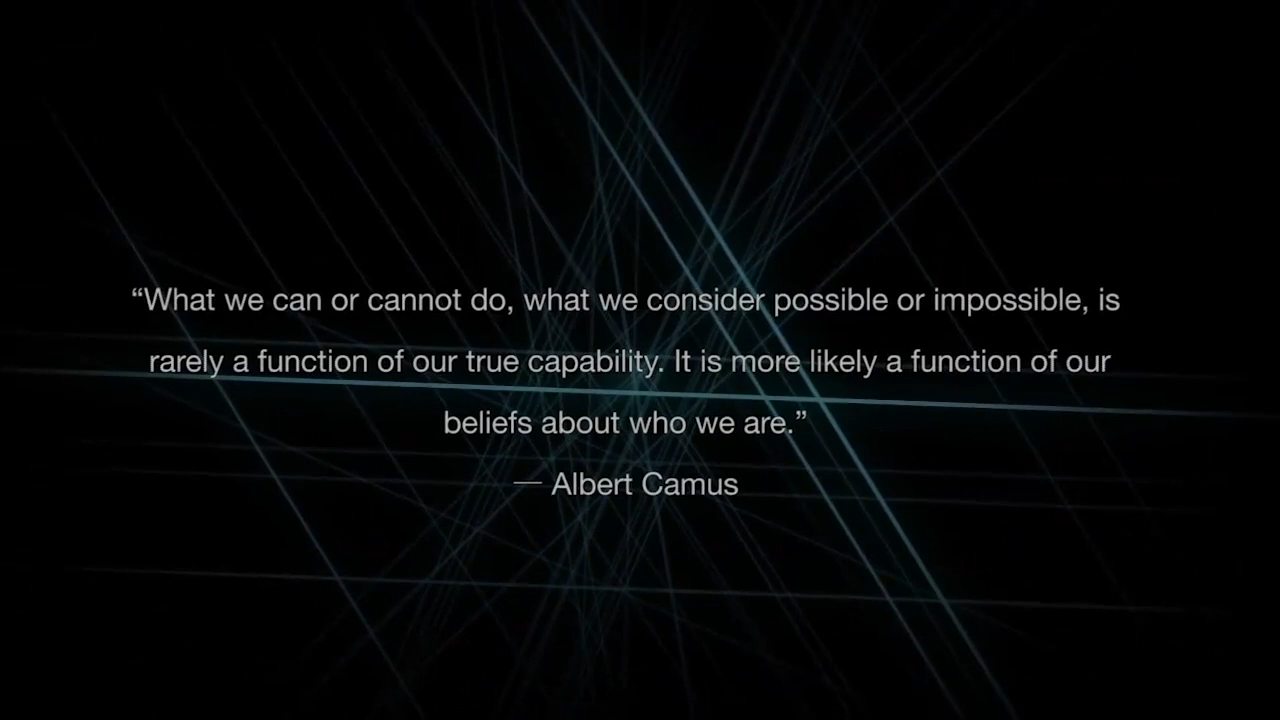 “What we can or cannot do, what we consider possible or impossible, is
rarely a function of our true capability. It is more likely a function of our
beliefs about who we are.”
— Albert Camus